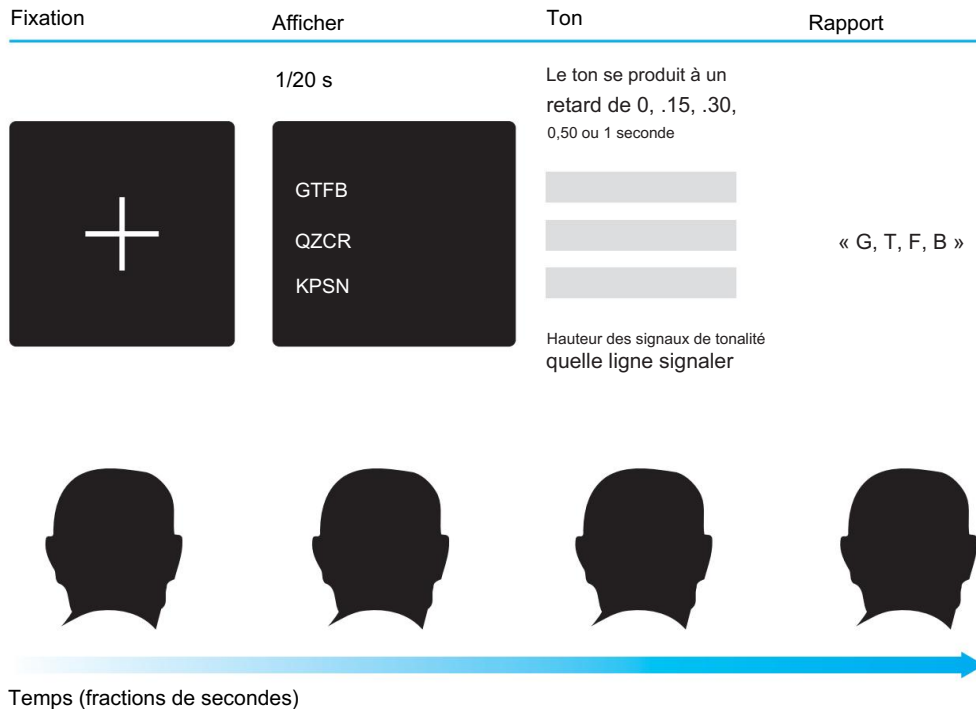 Fixation
Afficher
Ton
Rapport
1/20 s
Le ton se produit à un
retard de 0, .15, .30,
0,50 ou 1 seconde
GTFB
QZCR
KPSN
« G, T, F, B »
Hauteur des signaux de tonalité
quelle ligne signaler
Temps (fractions de secondes)